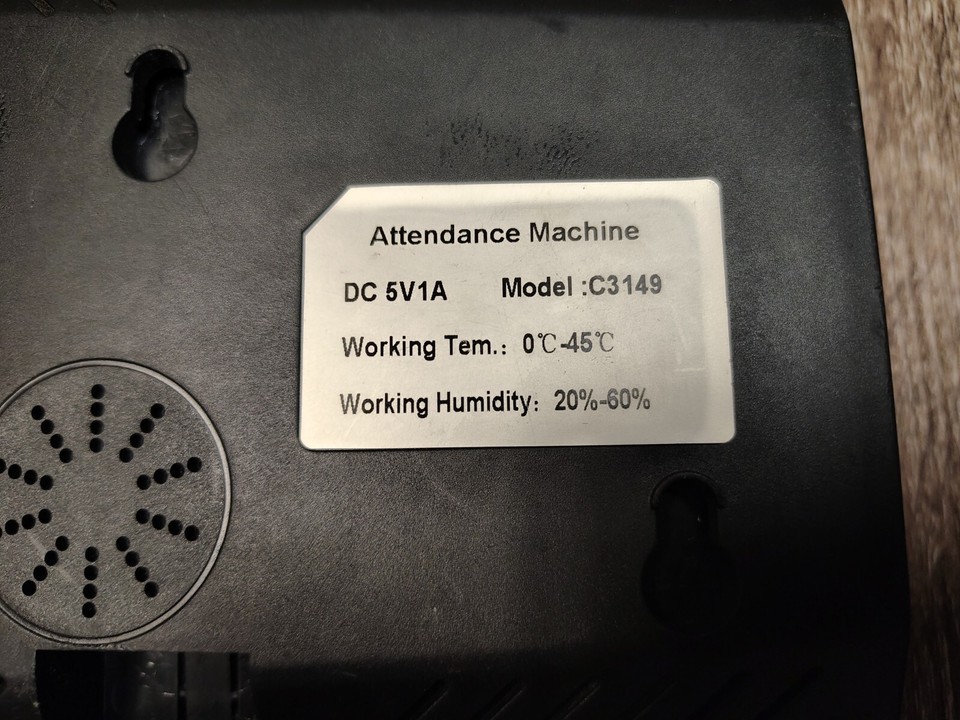 Attendance Machine
DC 5V1A Model :C3149
Working Tem.: 0℃-45℃
Working Humidity: 20%-60%